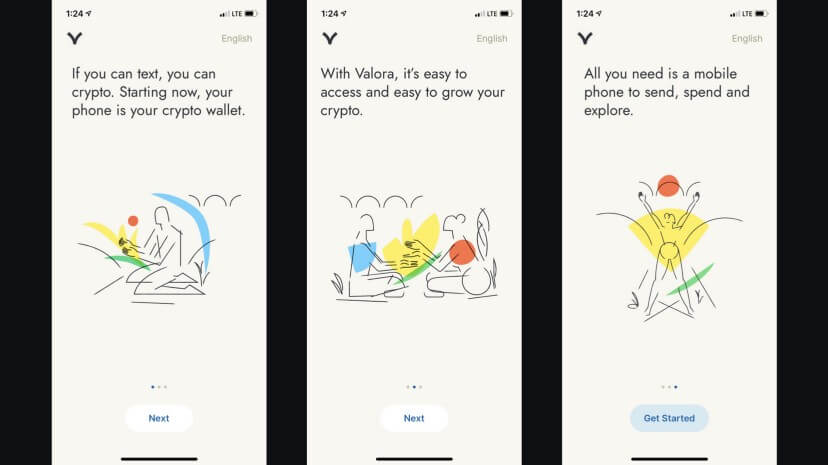 1:24 LTE
English
If you can text, you can
crypto. Starting now, your
phone is your crypto wallet.
Next
1:24 LTE
English
With Valora, it's easy to
access and easy to grow your
crypto.
Next
1:24 LTE
English
All you need is a mobile
phone to send, spend and
explore.
Get Started